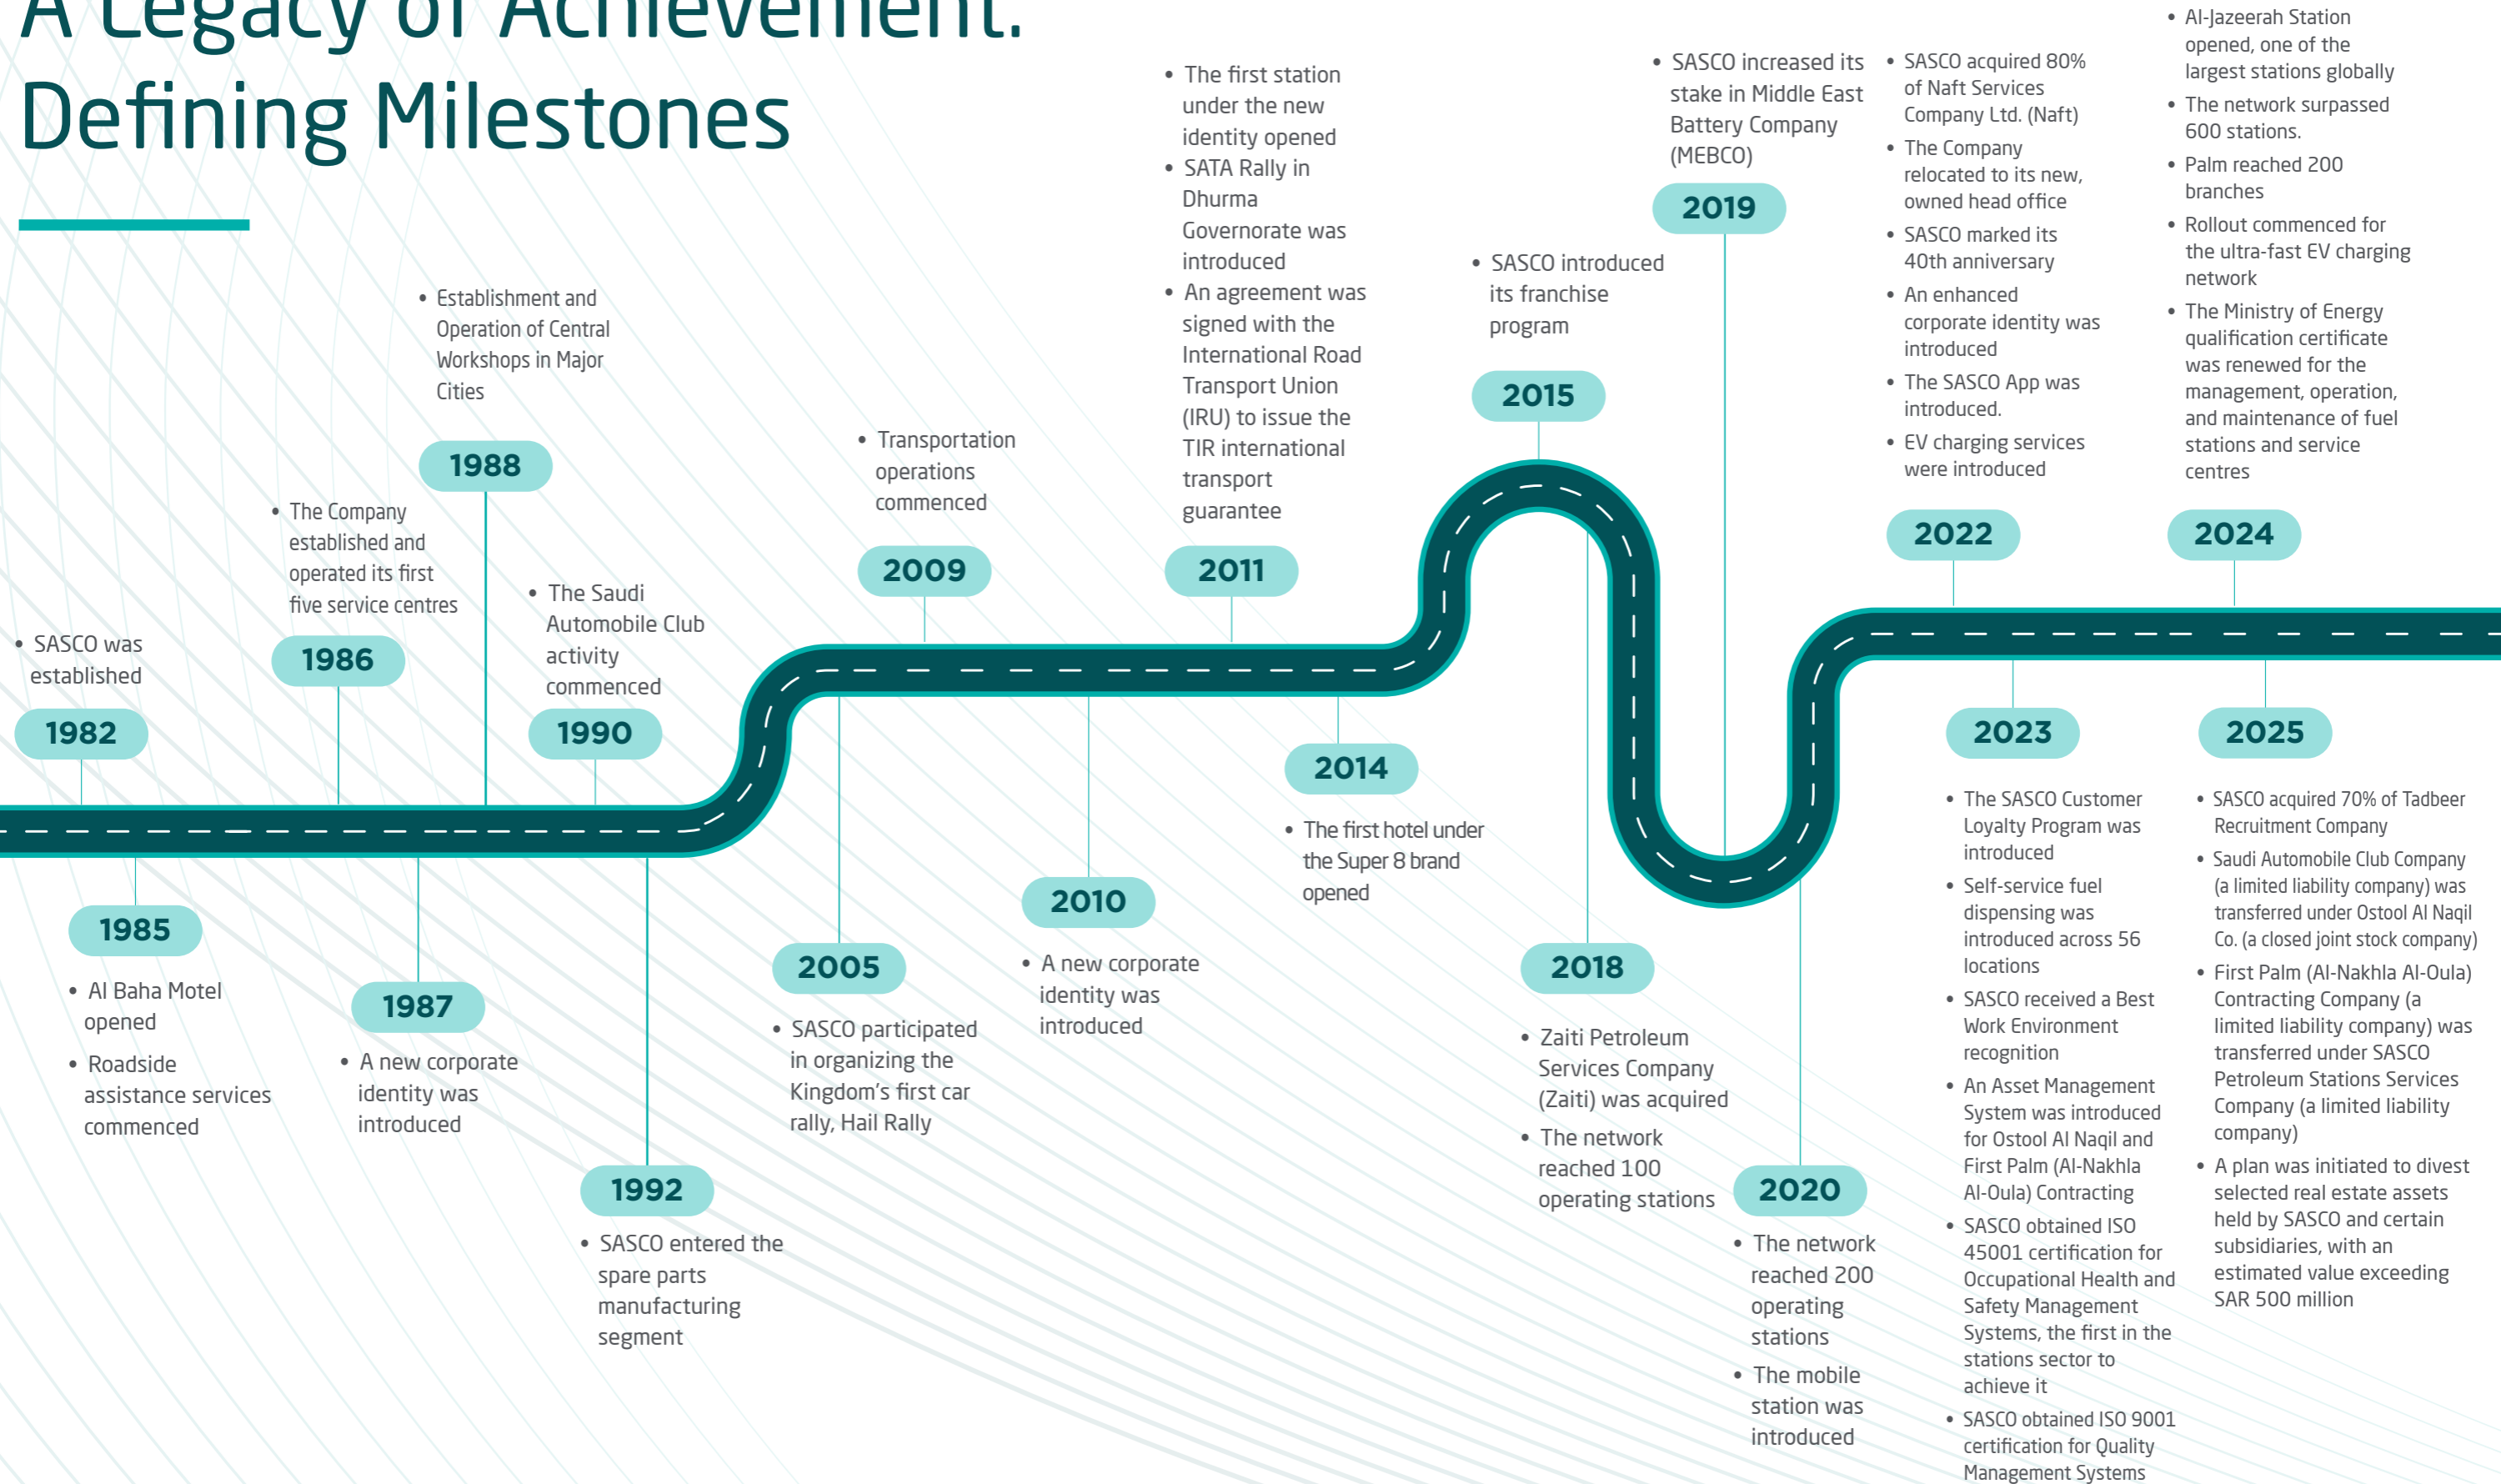 A Legacy of Achievement.
Defining Milestones
• SASCO was
established
1982
1985
• Al Baha Motel
opened
• Roadside
assistance services
commenced
• The Company
established and
operated its first
five service centres
1986
1987
• A new corporate
identity was
introduced
• Establishment and
Operation of Central
Workshops in Major
Cities
1988
• The Saudi
Automobile Club
activity
commenced
1990
1992
• SASCO entered the
spare parts
manufacturing
segment
2005
• SASCO participated
in organizing the
Kingdom's first car
rally, Hail Rally
• Transportation
operations
commenced
2009
2010
• A new corporate
identity was
introduced
• The first station
under the new
identity opened
• SATA Rally in
Dhurma
Governorate was
introduced
• An agreement was
signed with the
International Road
Transport Union
(IRU) to issue the
TIR international
transport
guarantee
2011
2014
• The first hotel under
the Super 8 brand
opened
• SASCO introduced
its franchise
program
2015
2018
• Zaiti Petroleum
Services Company
(Zaiti) was acquired
• The network
reached 100
operating stations
• SASCO increased its
stake in Middle East
Battery Company
(MEBCO)
2019
2020
• The network
reached 200
operating
stations
• The mobile
station was
introduced
• SASCO acquired 80%
of Naft Services
Company Ltd. (Naft)
• The Company
relocated to its new,
owned head office
• SASCO marked its
40th anniversary
• An enhanced
corporate identity was
introduced
• The SASCO App was
introduced.
• EV charging services
were introduced
2022
2023
• The SASCO Customer
Loyalty Program was
introduced
• Self-service fuel
dispensing was
introduced across 56
locations
• SASCO received a Best
Work Environment
recognition
• An Asset Management
System was introduced
for Ostool Al Naqil and
First Palm (Al-Nakhla
Al-Oula) Contracting
• SASCO obtained ISO
45001 certification for
Occupational Health and
Safety Management
Systems, the first in the
stations sector to
achieve it
• SASCO obtained ISO 9001
certification for Quality
Management Systems
• Al-Jazeerah Station
opened, one of the
largest stations globally
• The network surpassed
600 stations.
• Palm reached 200
branches
• Rollout commenced for
the ultra-fast EV charging
network
• The Ministry of Energy
qualification certificate
was renewed for the
management, operation,
and maintenance of fuel
stations and service
centres
2024
2025
• SASCO acquired 70% of Tadbeer
Recruitment Company
• Saudi Automobile Club Company
(a limited liability company) was
transferred under Ostool Al Naqil
Co. (a closed joint stock company)
• First Palm (Al-Nakhla Al-Oula)
Contracting Company (a
limited liability company) was
transferred under SASCO
Petroleum Stations Services
Company (a limited liability
company)
• A plan was initiated to divest
selected real estate assets
held by SASCO and certain
subsidiaries, with an
estimated value exceeding
SAR 500 million